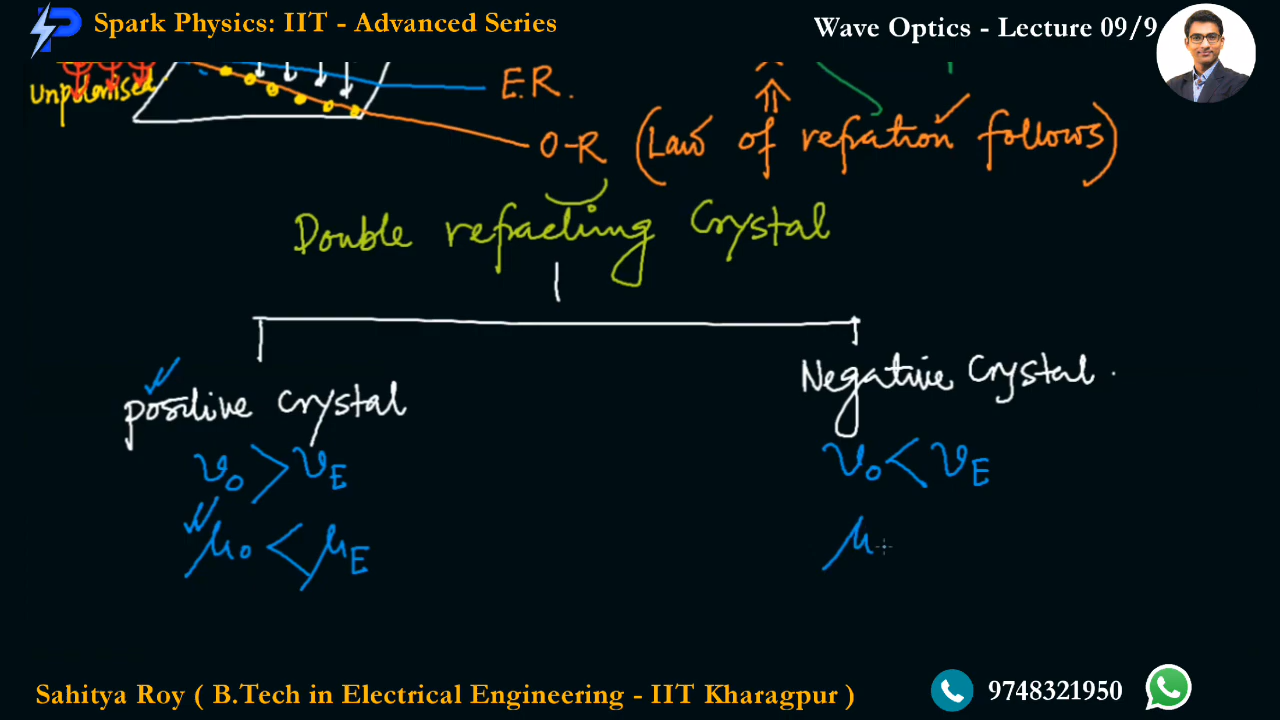 Spark Physics: IIT - Advanced Series
Wave Optics - Lecture 09/9
Unpolarised
E.R.
O-R (Law of refration follows)
Double refracting Crystal
positive crystal
Negative Crystal.
v₀ > vE
v₀ < vE
μ₀ < μE
μ
Sahitya Roy ( B.Tech in Electrical Engineering - IIT Kharagpur )
9748321950